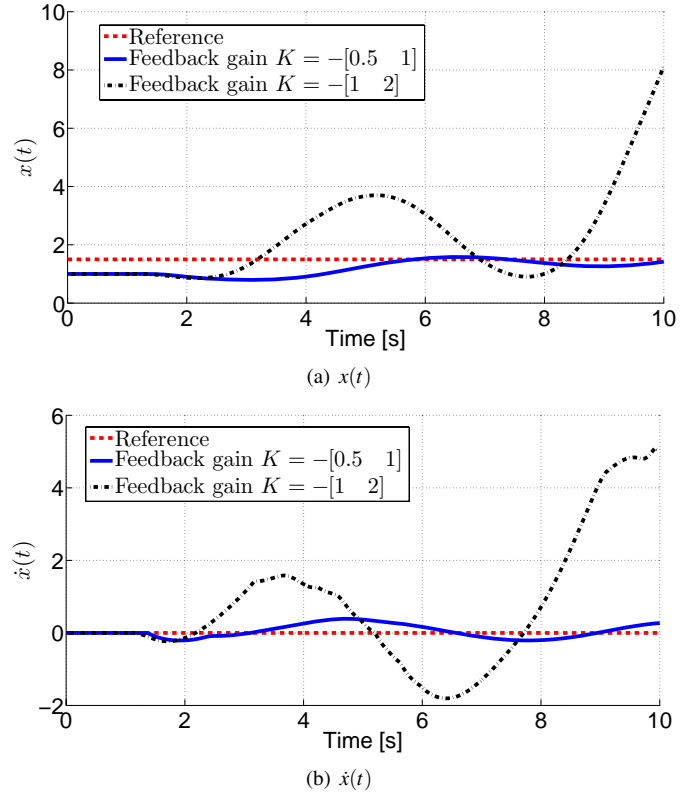 10
8
6
4
2
0
x(t)
Reference
Feedback gain K = −[0.5 1]
Feedback gain K = −[1 2]
0 2 4 6 8 10
Time [s]
(a) x(t)
6
4
2
0
−2
ẋ(t)
Reference
Feedback gain K = −[0.5 1]
Feedback gain K = −[1 2]
0 2 4 6 8 10
Time [s]
(b) ẋ(t)